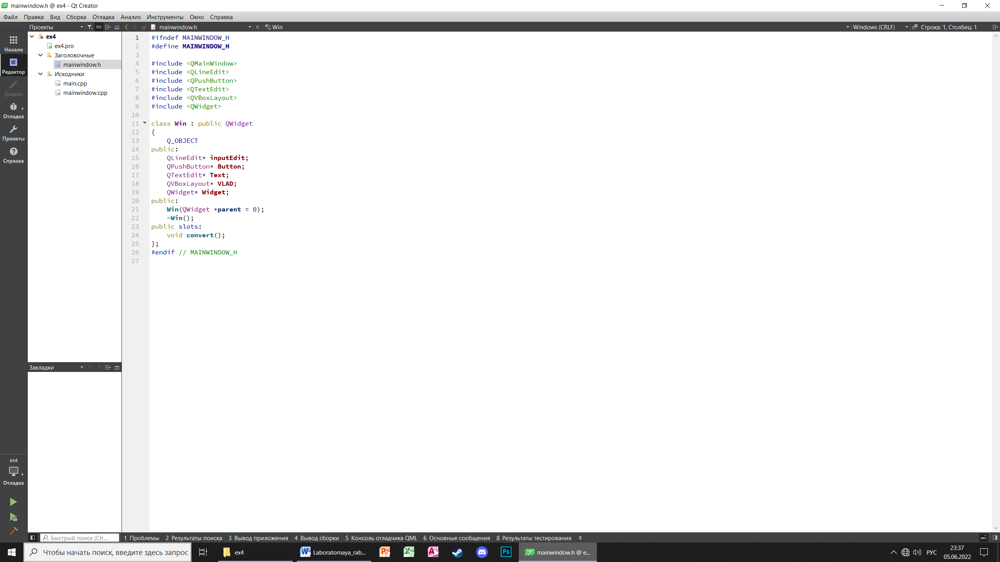 mainwindow.h @ ex4 - Qt Creator
Файл Правка Вид Сборка Отладка Анализ Инструменты Окно Справка
Проекты mainwindow.h Win Windows (CRLF) Строка: 1, Столбец: 1
Начало
Редактор
Дизайн
Отладка
Проекты
Справка
ex4
ex4.pro
Заголовочные
mainwindow.h
Исходники
main.cpp
mainwindow.cpp
1 #ifndef MAINWINDOW_H
2 #define MAINWINDOW_H
3
4 #include <QMainWindow>
5 #include <QLineEdit>
6 #include <QPushButton>
7 #include <QTextEdit>
8 #include <QVBoxLayout>
9 #include <QWidget>
10
11 class Win : public QWidget
12 {
13 Q_OBJECT
14 public:
15 QLineEdit* inputEdit;
16 QPushButton* Button;
17 QTextEdit* Text;
18 QVBoxLayout* VLAD;
19 QWidget* Widget;
20 public:
21 Win(QWidget *parent = 0);
22 ~Win();
23 public slots:
24 void convert();
25 };
26 #endif // MAINWINDOW_H
27
Закладки
ex4
Отладка
Быстрый поиск (Ctr... 1 Проблемы 2 Результаты поиска 3 Вывод приложения 4 Вывод сборки 5 Консоль отладчика QML 6 Основные сообщения 8 Результаты тестирования
Чтобы начать поиск, введите здесь запрос ex4 Laboratornaya_rab... Ps mainwindow.h @ e... РУС 23:37
05.06.2022